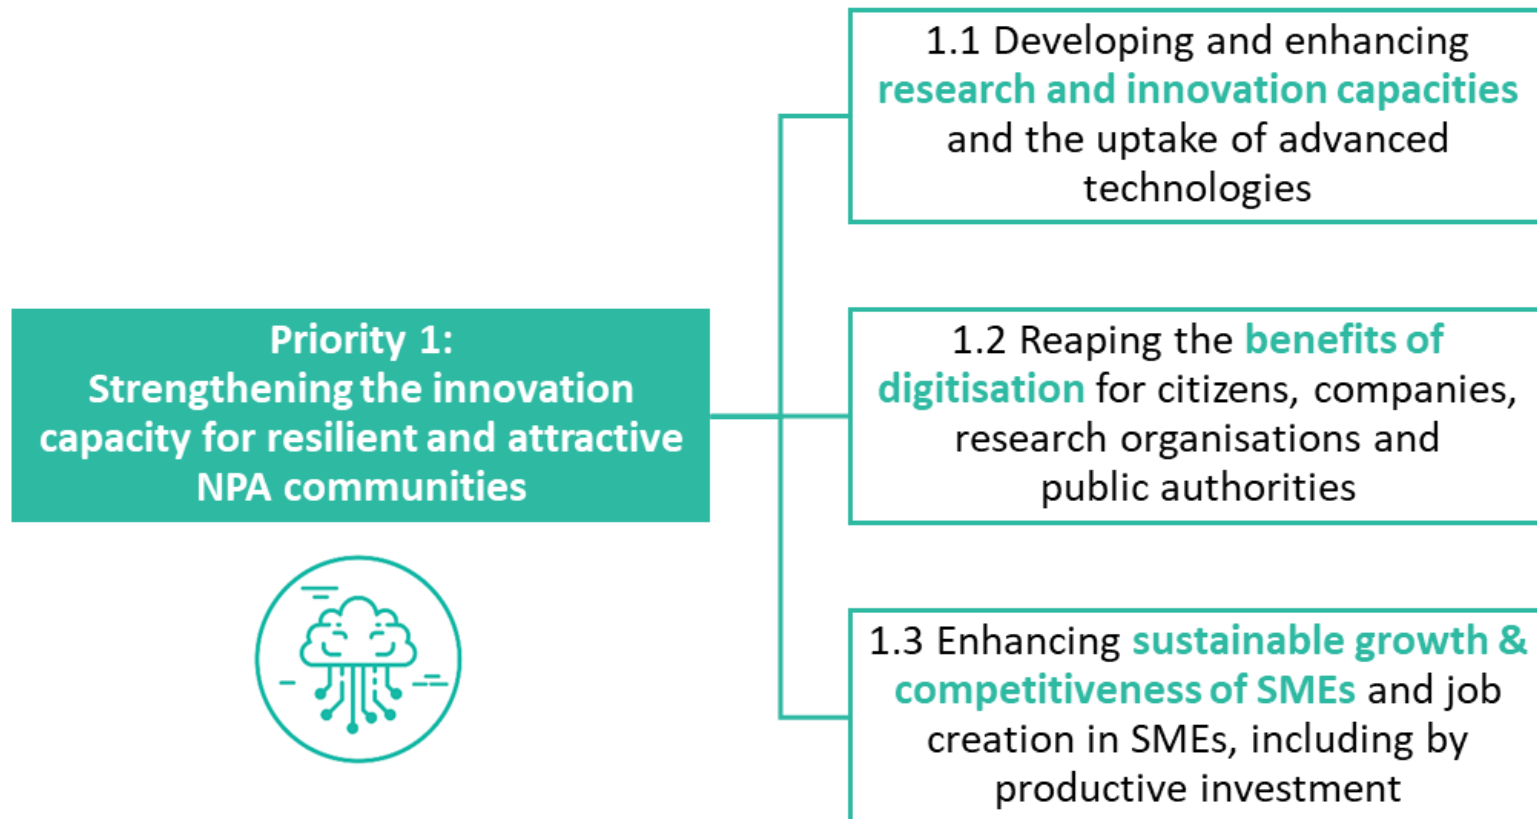 Priority 1:
Strengthening the innovation
capacity for resilient and attractive
NPA communities
1.1 Developing and enhancing
research and innovation capacities
and the uptake of advanced
technologies
1.2 Reaping the benefits of
digitisation for citizens, companies,
research organisations and
public authorities
1.3 Enhancing sustainable growth &
competitiveness of SMEs and job
creation in SMEs, including by
productive investment